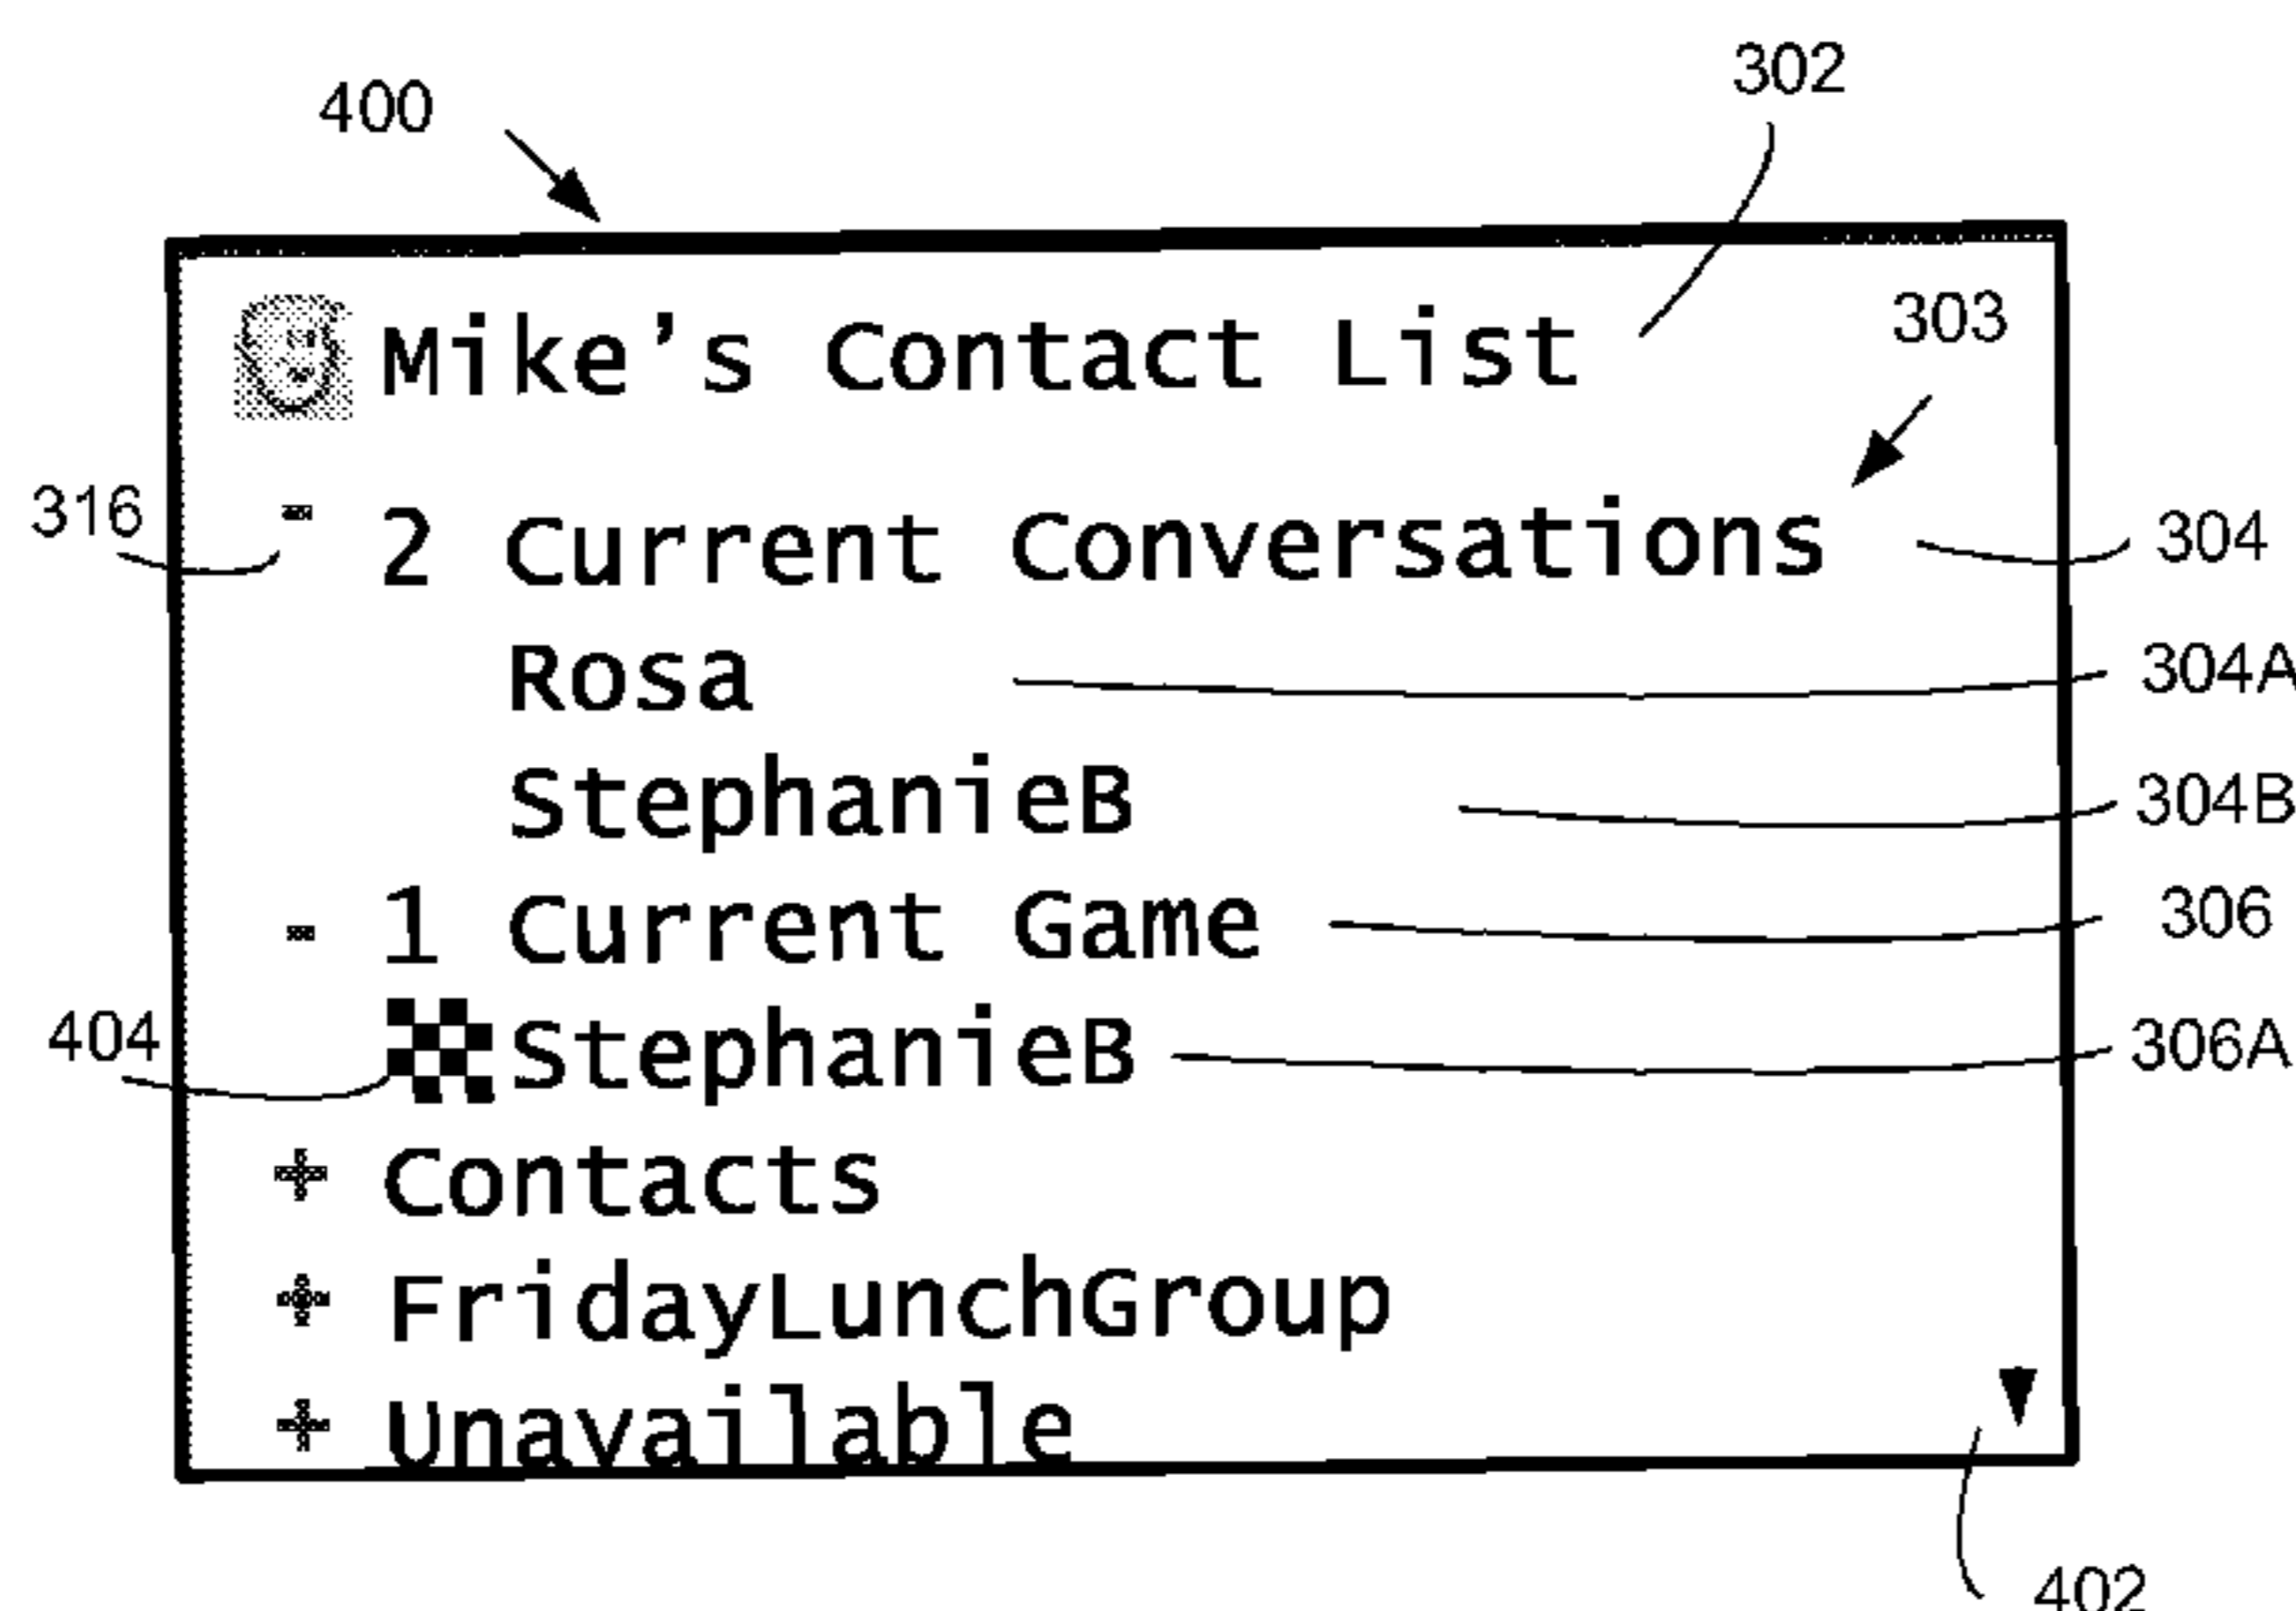 302
400
Mike's Contact List
303
316
- 2 Current Conversations
304
Rosa
304A
StephanieB
304B
- 1 Current Game
306
404
StephanieB
306A
+ Contacts
+ FridayLunchGroup
+ Unavailable
402